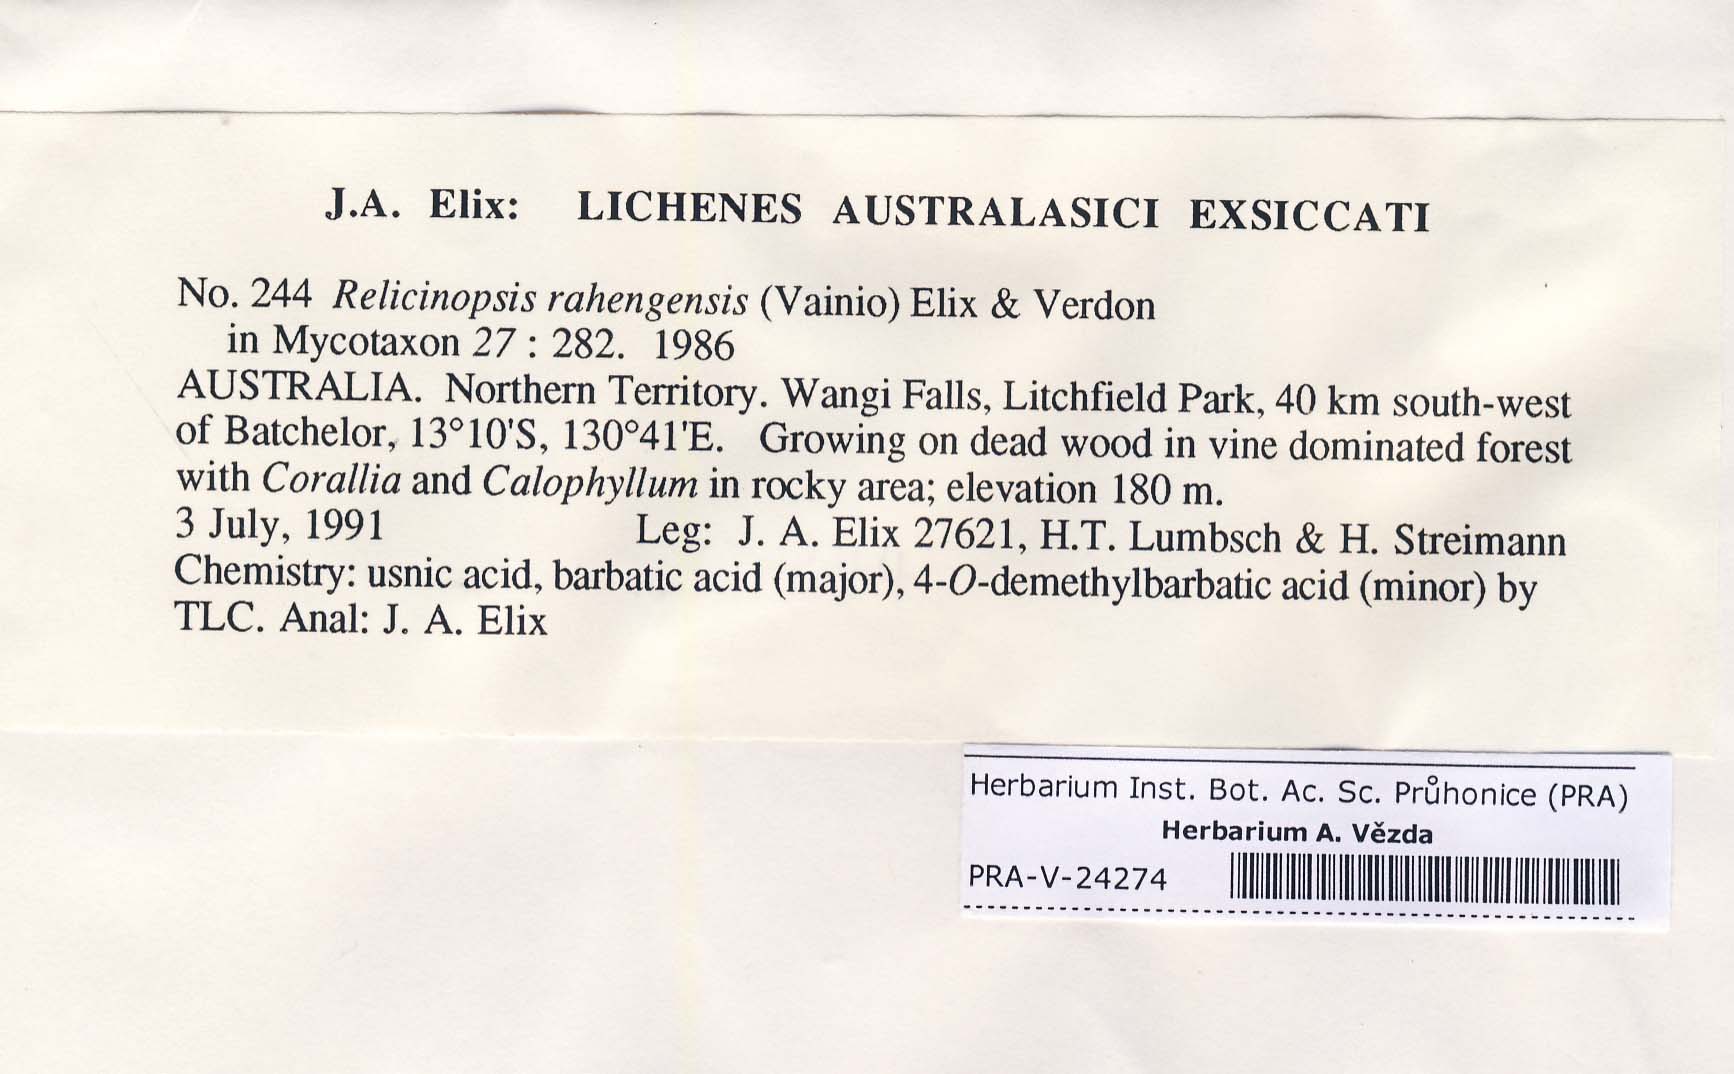 J.A. Elix: LICHENES AUSTRALASICI EXSICCATI
No. 244 Relicinopsis rahengensis (Vainio) Elix & Verdon
in Mycotaxon 27 : 282. 1986
AUSTRALIA. Northern Territory. Wangi Falls, Litchfield Park, 40 km south-west
of Batchelor, 13°10'S, 130°41'E. Growing on dead wood in vine dominated forest
with Corallia and Calophyllum in rocky area; elevation 180 m.
3 July, 1991 Leg: J. A. Elix 27621, H.T. Lumbsch & H. Streimann
Chemistry: usnic acid, barbatic acid (major), 4-O-demethylbarbatic acid (minor) by
TLC. Anal: J. A. Elix
Herbarium Inst. Bot. Ac. Sc. Průhonice (PRA)
Herbarium A. Vězda
PRA-V-24274